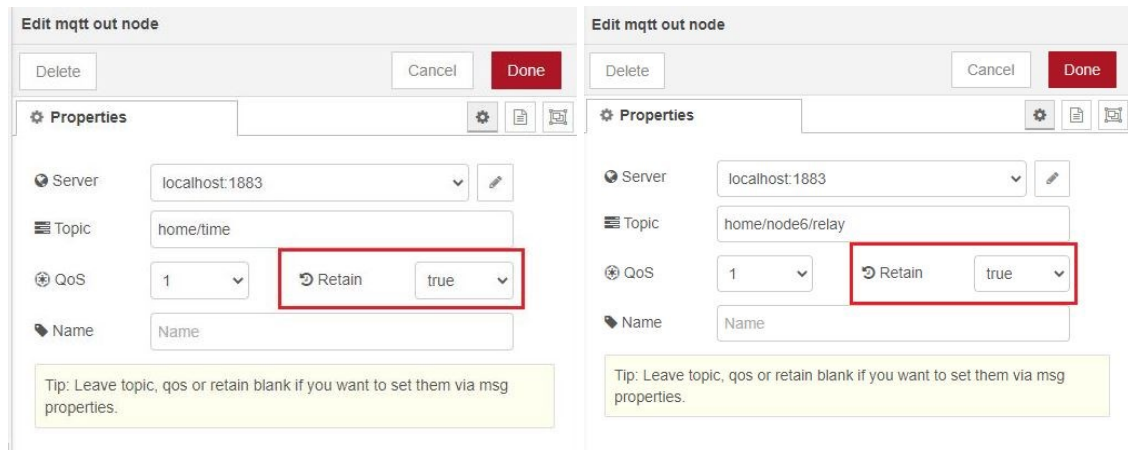 Edit mqtt out node
Delete Cancel Done
Properties
Server localhost:1883
Topic home/time
QoS 1 Retain true
Name Name
Tip: Leave topic, qos or retain blank if you want to set them via msg
properties.
Edit mqtt out node
Delete Cancel Done
Properties
Server localhost:1883
Topic home/node6/relay
QoS 1 Retain true
Name Name
Tip: Leave topic, qos or retain blank if you want to set them via msg
properties.